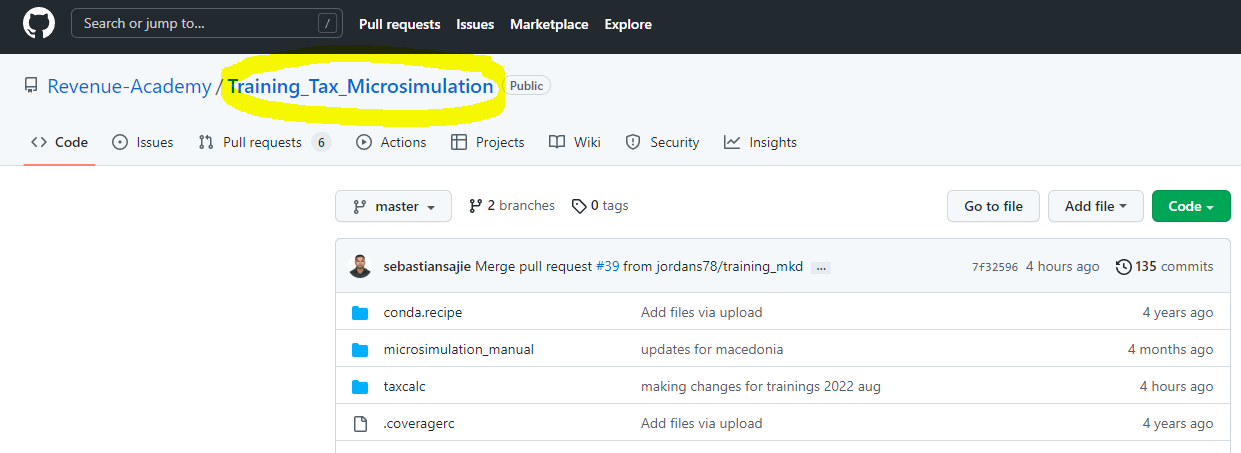 Search or jump to... /
Pull requests Issues Marketplace Explore
Revenue-Academy / Training_Tax_Microsimulation Public
<> Code Issues Pull requests 6 Actions Projects Wiki Security Insights
master 2 branches 0 tags Go to file Add file Code
sebastiansajie Merge pull request #39 from jordans78/training_mkd ... 7f32596 4 hours ago 135 commits
conda.recipe Add files via upload 4 years ago
microsimulation_manual updates for macedonia 4 months ago
taxcalc making changes for trainings 2022 aug 4 hours ago
.coveragerc Add files via upload 4 years ago